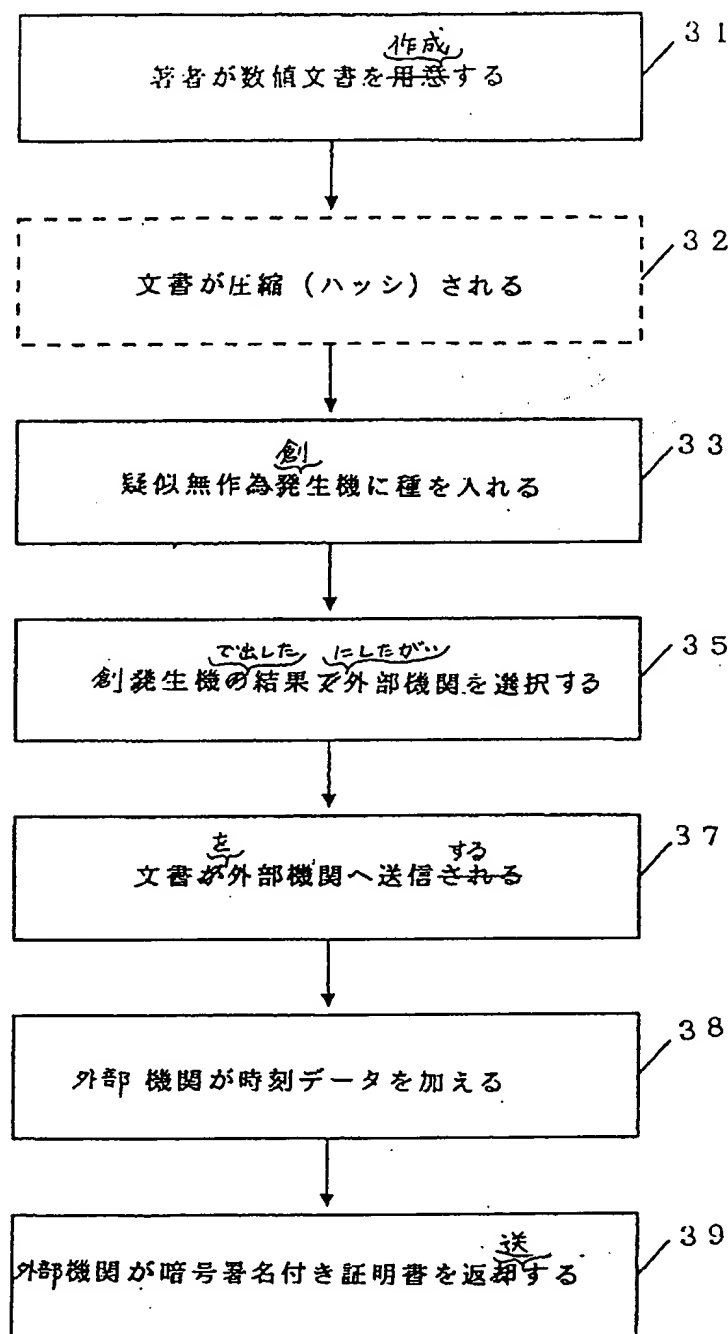 31
作成
著者が数値文書を用意する
32
文書が圧縮（ハッシ）される
33
創
疑似無作為発生機に種を入れる
35
で出した にしたがい
創発生機の結果で外部機関を選択する
37
を する
文書が外部機関へ送信される
38
外部機関が時刻データを加える
39
送
外部機関が暗号署名付き証明書を返却する